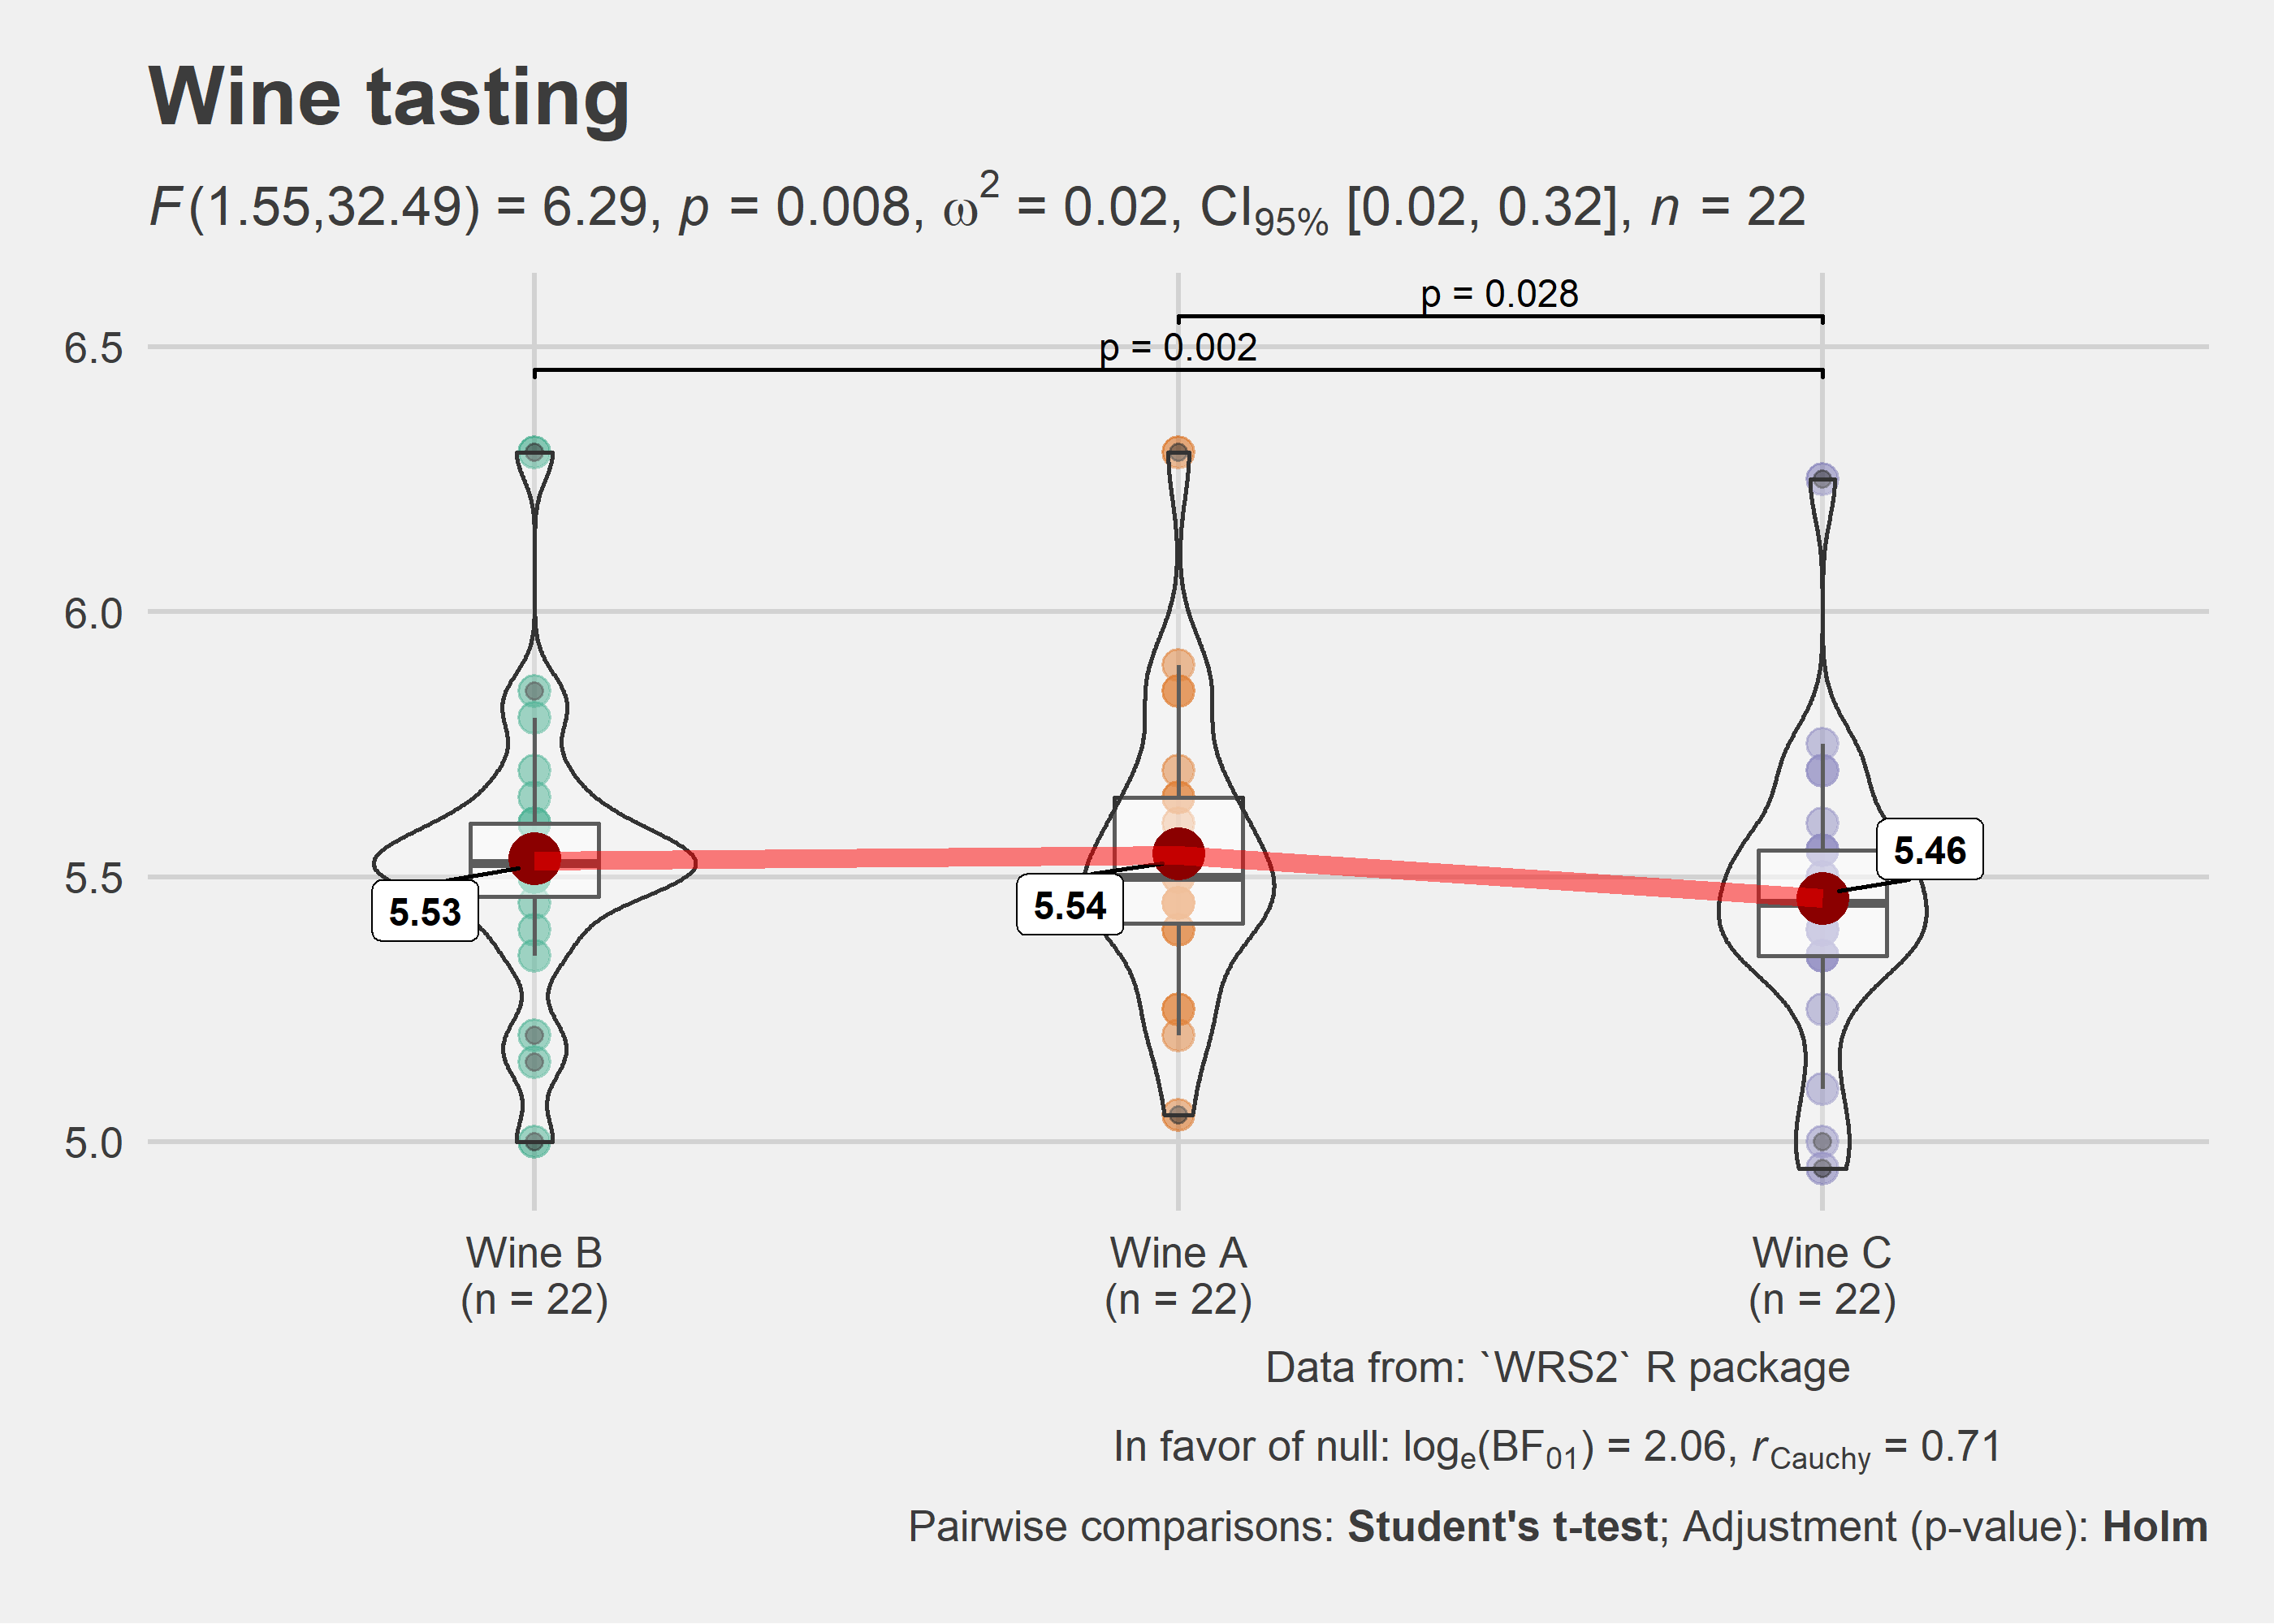 Wine tasting
F(1.55,32.49) = 6.29, p = 0.008, ω² = 0.02, CI₉₅% [0.02, 0.32], n = 22
p = 0.028
6.5
p = 0.002
6.0
5.5
5.0
5.53
5.54
5.46
Wine B
(n = 22)
Wine A
(n = 22)
Wine C
(n = 22)
Data from: `WRS2` R package
In favor of null: logₑ(BF₀₁) = 2.06, r_Cauchy = 0.71
Pairwise comparisons: Student's t-test; Adjustment (p-value): Holm